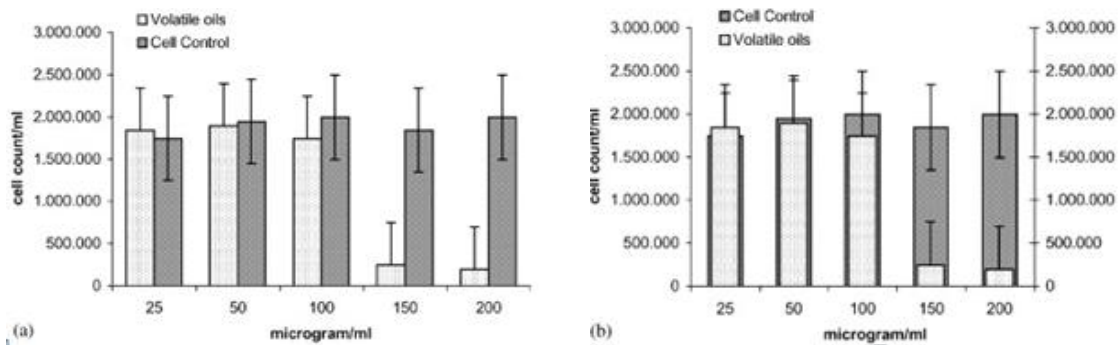 Volatile oils
Cell Control
3.000.000
2.500.000
2.000.000
1.500.000
1.000.000
500.000
0
cell count/ml
25 50 100 150 200
microgram/ml
(a)
Cell Control
Volatile oils
3.000.000
2.500.000
2.000.000
1.500.000
1.000.000
500.000
0
cell count/ml
3.000.000
2.500.000
2.000.000
1.500.000
1.000.000
500.000
0
25 50 100 150 200
microgram/ml
(b)